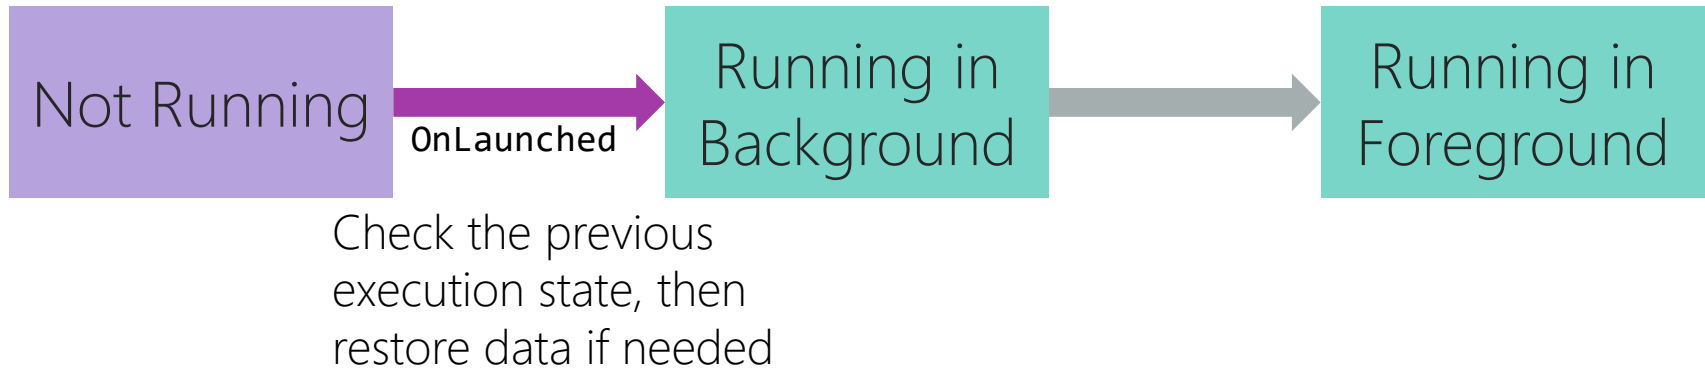 Not Running
OnLaunched
Running in
Background
Running in
Foreground
Check the previous
execution state, then
restore data if needed